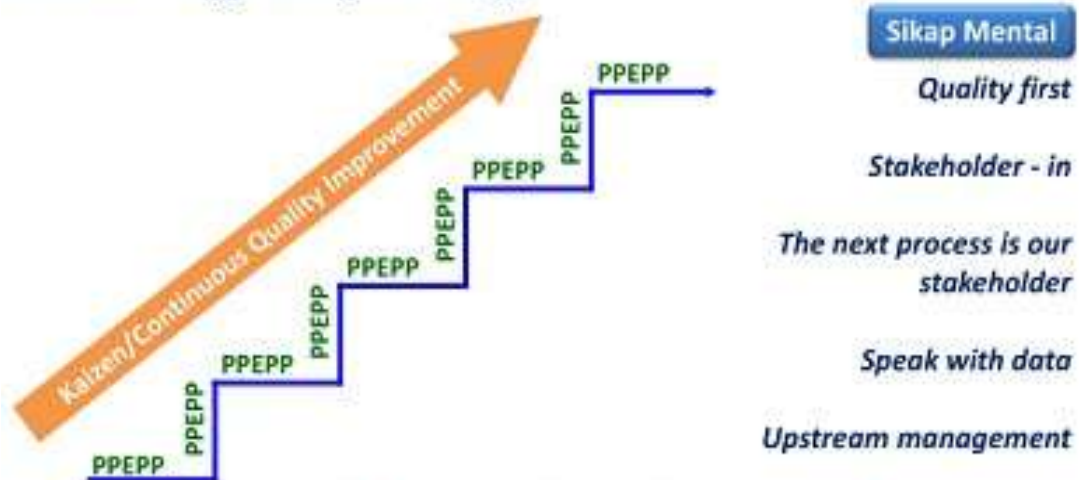 Sikap Mental
Quality first
Stakeholder - in
The next process is our
stakeholder
Speak with data
Upstream management
Kaizen/Continuous Quality Improvement
PPEPP
PPEPP
PPEPP
PPEPP
PPEPP
PPEPP
PPEPP
PPEPP
PPEPP